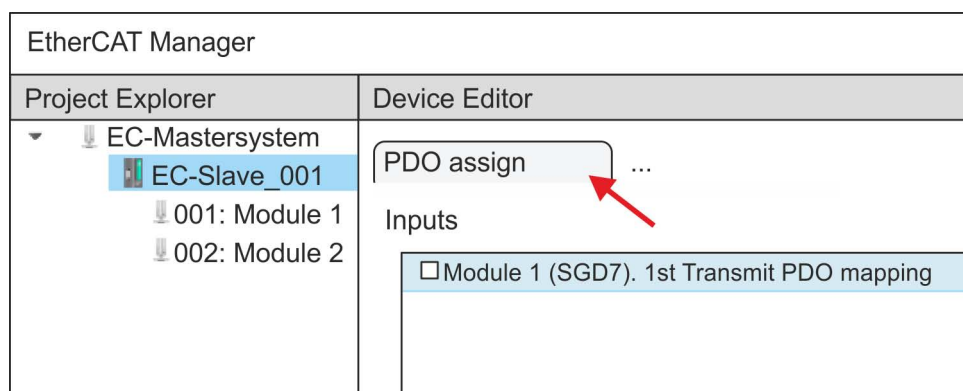 EtherCAT Manager
Project Explorer
Device Editor
EC-Mastersystem
EC-Slave_001
001: Module 1
002: Module 2
PDO assign
...
Inputs
Module 1 (SGD7). 1st Transmit PDO mapping